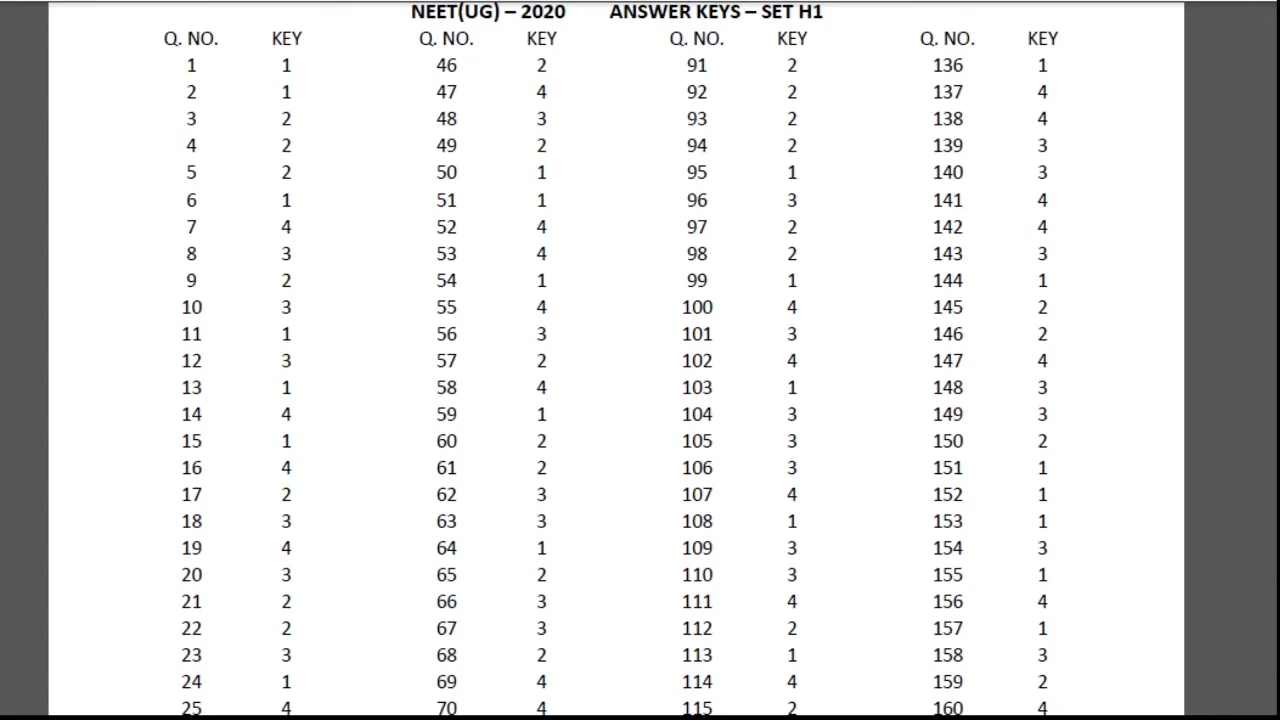 NEET(UG) – 2020 ANSWER KEYS – SET H1
Q. NO. KEY Q. NO. KEY Q. NO. KEY Q. NO. KEY
1 1 46 2 91 2 136 1
2 1 47 4 92 2 137 4
3 2 48 3 93 2 138 4
4 2 49 2 94 2 139 3
5 2 50 1 95 1 140 3
6 1 51 1 96 3 141 4
7 4 52 4 97 2 142 4
8 3 53 4 98 2 143 3
9 2 54 1 99 1 144 1
10 3 55 4 100 4 145 2
11 1 56 3 101 3 146 2
12 3 57 2 102 4 147 4
13 1 58 4 103 1 148 3
14 4 59 1 104 3 149 3
15 1 60 2 105 3 150 2
16 4 61 2 106 3 151 1
17 2 62 3 107 4 152 1
18 3 63 3 108 1 153 1
19 4 64 1 109 3 154 3
20 3 65 2 110 3 155 1
21 2 66 3 111 4 156 4
22 2 67 3 112 2 157 1
23 3 68 2 113 1 158 3
24 1 69 4 114 4 159 2
25 4 70 4 115 2 160 4